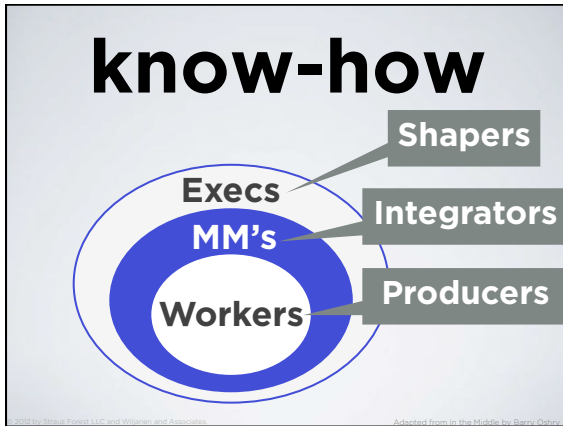 know-how
Shapers
Execs
Integrators
MM's
Producers
Workers
© 2012 by Straus Forest LLC and Wiljanen and Associates.
Adapted from in the Middle by Barry Oshry